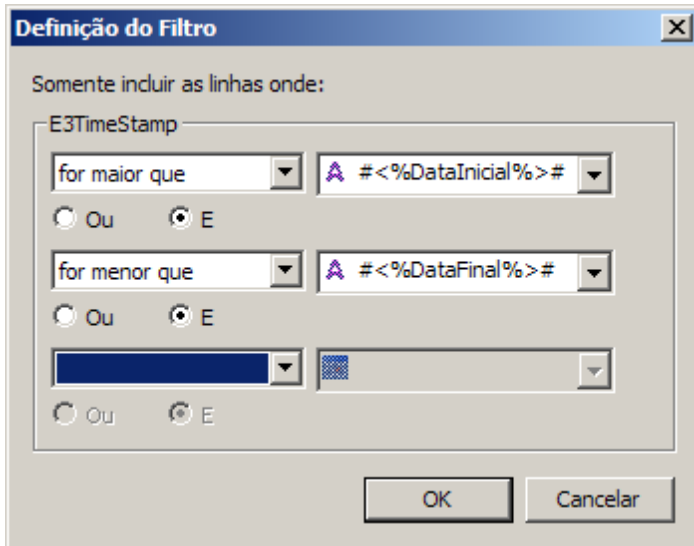 Definição do Filtro
Somente incluir as linhas onde:
E3TimeStamp
for maior que #<%DataInicial%>#
Ou E
for menor que #<%DataFinal%>#
Ou E
Ou E
OK Cancelar